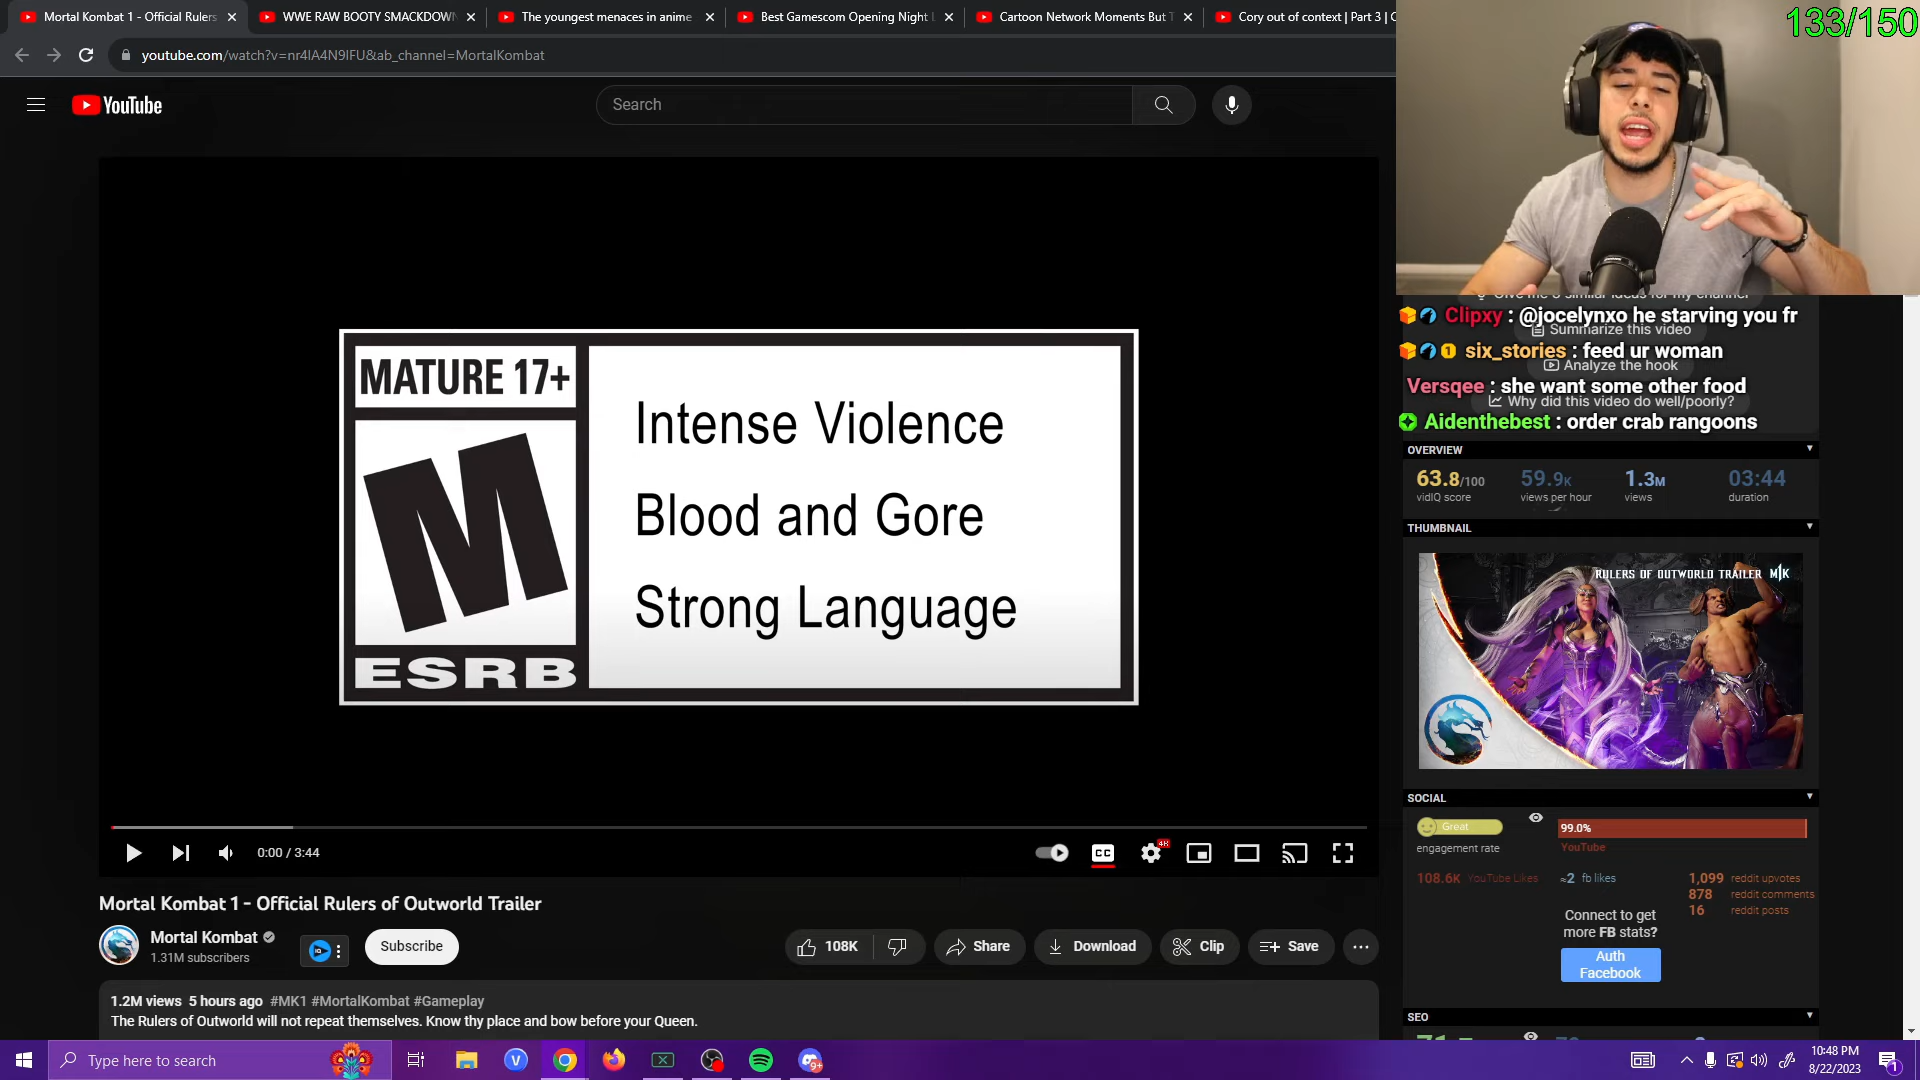 Mortal Kombat 1 - Official Rulers
WWE RAW BOOTY SMACKDOWN
The youngest menaces in anime
Best Gamescom Opening Night L
Cartoon Network Moments But T
Cory out of context | Part 3 | C
133/150
youtube.com/watch?v=nr4lA4N9lFU&ab_channel=MortalKombat
YouTube
Search
MATURE 17+
M
ESRB
Intense Violence
Blood and Gore
Strong Language
0:00 / 3:44
CC
4K
Mortal Kombat 1 - Official Rulers of Outworld Trailer
Mortal Kombat
1.31M subscribers
Subscribe
108K
Share
Download
Clip
Save
1.2M views 5 hours ago #MK1 #MortalKombat #Gameplay
The Rulers of Outworld will not repeat themselves. Know thy place and bow before your Queen.
Clipxy : @jocelynxo he starving you fr
Summarize this video
six_stories : feed ur woman
Analyze the hook
Versqee : she want some other food
Why did this video do well/poorly?
Aidenthebest : order crab rangoons
OVERVIEW
63.8/100
vidIQ score
59.9K
views per hour
1.3M
views
03:44
duration
THUMBNAIL
RULERS OF OUTWORLD TRAILER
SOCIAL
Great
engagement rate
99.0%
YouTube
108.6K YouTube Likes
≈2 fb likes
1,099 reddit upvotes
878 reddit comments
16 reddit posts
Connect to get
more FB stats?
Auth
Facebook
SEO
Type here to search
9+
10:48 PM
8/22/2023
1